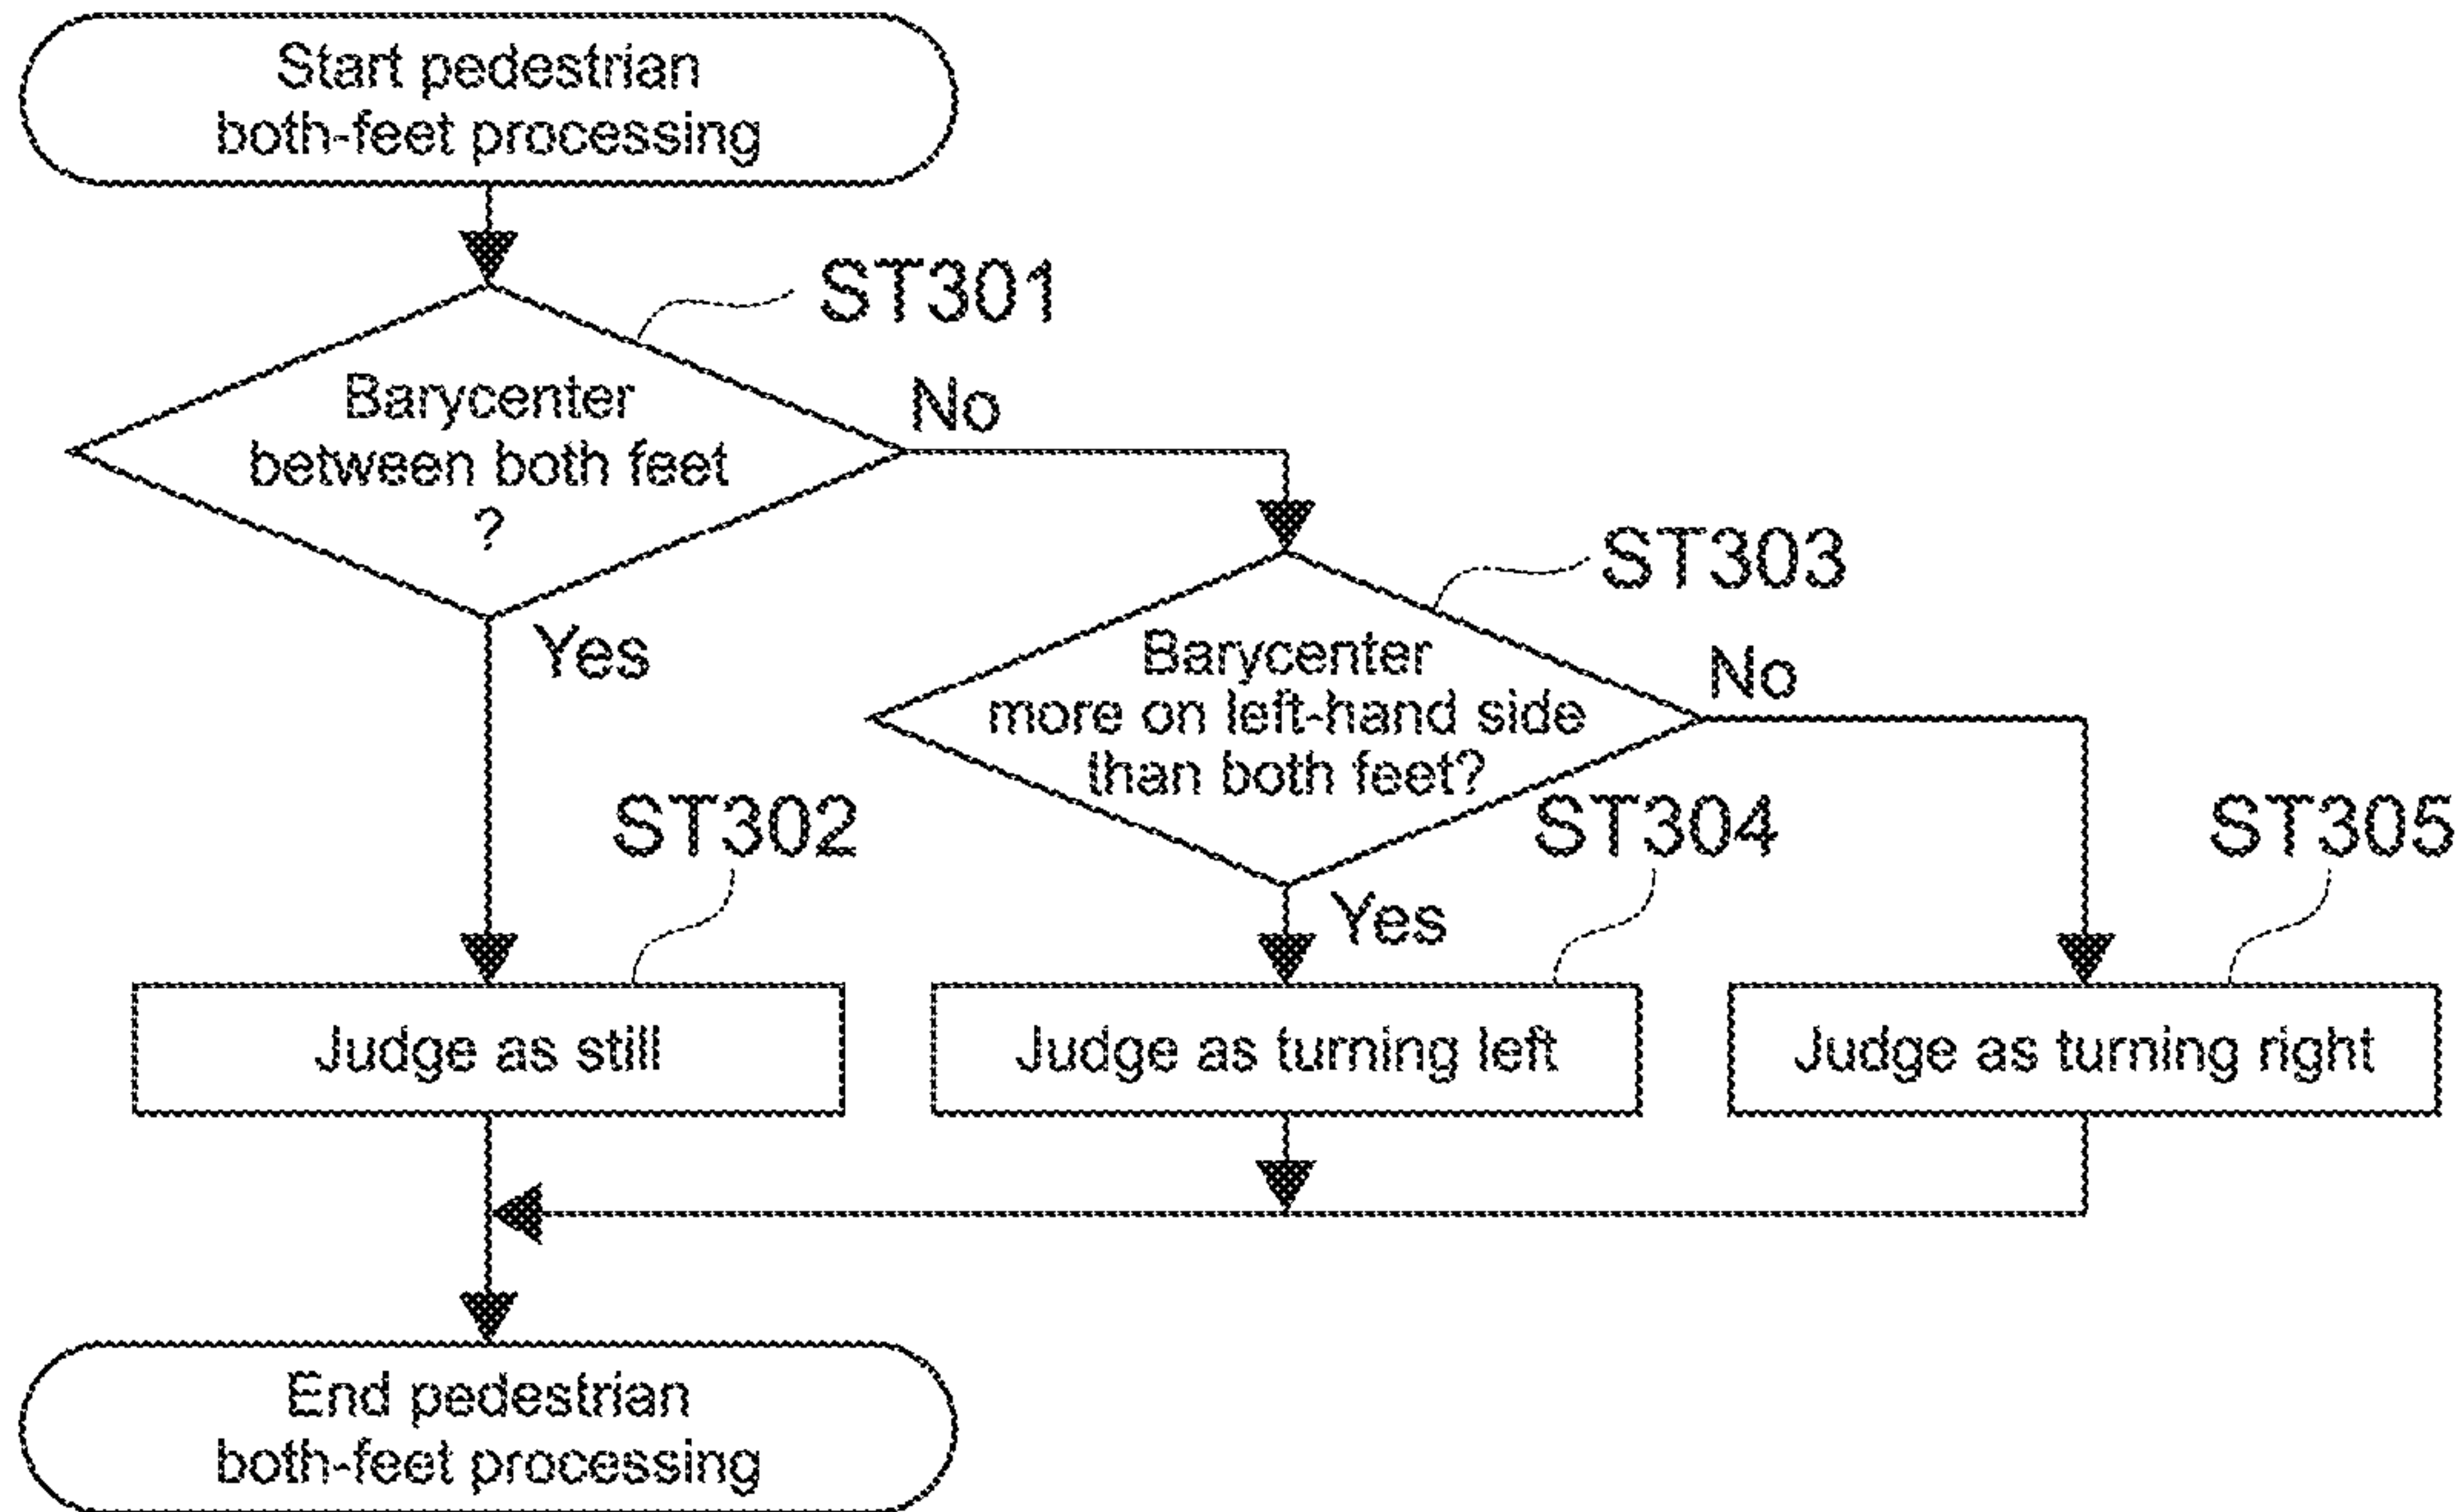 Start pedestrian
both-feet processing
ST301
Barycenter
between both feet
?
No
Yes
ST303
Barycenter
more on left-hand side
than both feet?
No
Yes
ST302
ST304
ST305
Judge as still
Judge as turning left
Judge as turning right
End pedestrian
both-feet processing